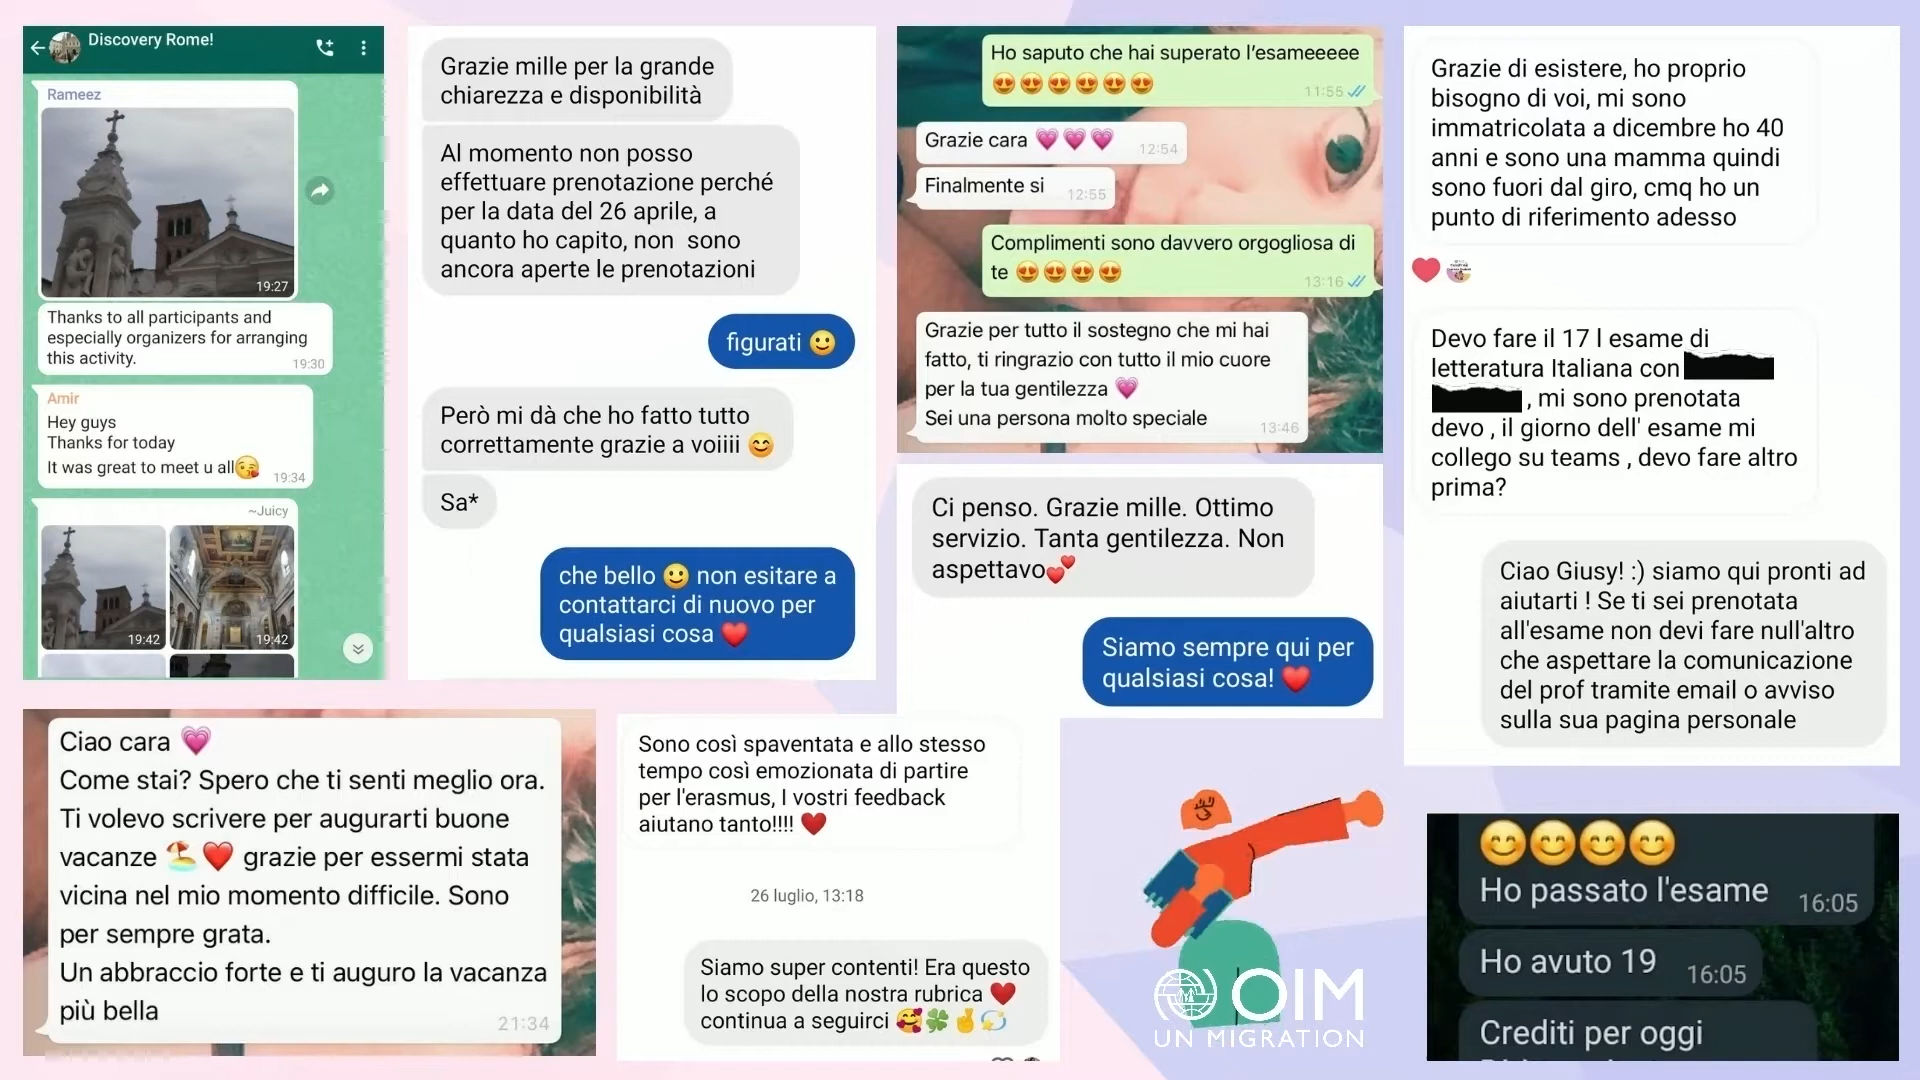 Discovery Rome!
Rameez
19:27
Thanks to all participants and
especially organizers for arranging
this activity.
19:30
Amir
Hey guys
Thanks for today
It was great to meet u all😘
19:34
~Juicy
19:42
19:42
Grazie mille per la grande
chiarezza e disponibilità
Al momento non posso
effettuare prenotazione perché
per la data del 26 aprile, a
quanto ho capito, non sono
ancora aperte le prenotazioni
figurati 🙂
Però mi dà che ho fatto tutto
correttamente grazie a voiiii 😊
Sa*
che bello 🙂 non esitare a
contattarci di nuovo per
qualsiasi cosa ❤️
Ho saputo che hai superato l’esameeeee
😍😍😍😍😍😍
11:55
Grazie cara 💗💗💗
12:54
Finalmente si
12:55
Complimenti sono davvero orgogliosa di
te 😍😍😍😍
13:16
Grazie per tutto il sostegno che mi hai
fatto, ti ringrazio con tutto il mio cuore
per la tua gentilezza 💗
Sei una persona molto speciale
13:46
Ci penso. Grazie mille. Ottimo
servizio. Tanta gentilezza. Non
aspettavo💕
Siamo sempre qui per
qualsiasi cosa! ❤️
Grazie di esistere, ho proprio
bisogno di voi, mi sono
immatricolata a dicembre ho 40
anni e sono una mamma quindi
sono fuori dal giro, cmq ho un
punto di riferimento adesso
Devo fare il 17 l esame di
letteratura Italiana con
, mi sono prenotata
devo , il giorno dell' esame mi
collego su teams , devo fare altro
prima?
Ciao Giusy! :) siamo qui pronti ad
aiutarti ! Se ti sei prenotata
all'esame non devi fare null'altro
che aspettare la comunicazione
del prof tramite email o avviso
sulla sua pagina personale
Ciao cara 💗
Come stai? Spero che ti senti meglio ora.
Ti volevo scrivere per augurarti buone
vacanze 🏖️❤️ grazie per essermi stata
vicina nel mio momento difficile. Sono
per sempre grata.
Un abbraccio forte e ti auguro la vacanza
più bella
21:34
Sono così spaventata e allo stesso
tempo così emozionata di partire
per l'erasmus, I vostri feedback
aiutano tanto!!!! ❤️
26 luglio, 13:18
Siamo super contenti! Era questo
lo scopo della nostra rubrica ❤️
continua a seguirci 🥰🍀🤞💫
OIM
UN MIGRATION
😊😊😊😊
Ho passato l'esame
16:05
Ho avuto 19
16:05
Crediti per oggi